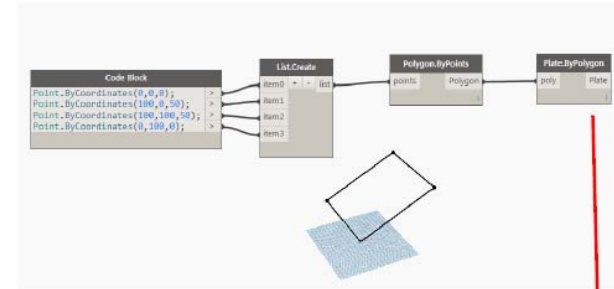 Code Block
Point.ByCoordinates(0,0,0); >
Point.ByCoordinates(100,0,50); >
Point.ByCoordinates(100,100,50); >
Point.ByCoordinates(0,100,0); >
List.Create
item0 + - list
item1
item2
item3
Polygon.ByPoints
points Polygon
Plate.ByPolygon
poly Plate